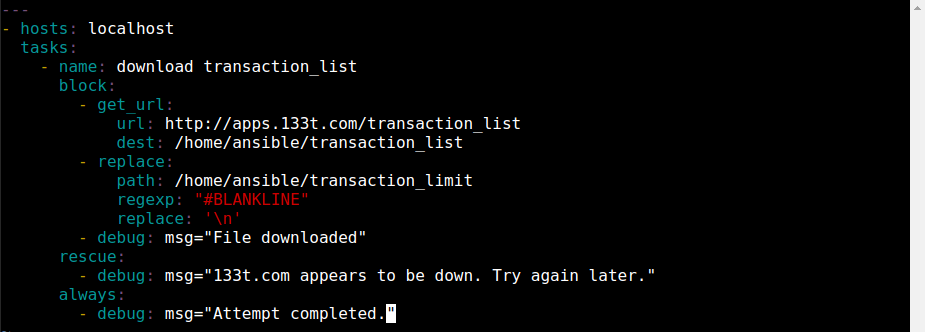 ---
- hosts: localhost
  tasks:
    - name: download transaction_list
      block:
        - get_url:
            url: http://apps.133t.com/transaction_list
            dest: /home/ansible/transaction_list
        - replace:
            path: /home/ansible/transaction_limit
            regexp: "#BLANKLINE"
            replace: '\n'
        - debug: msg="File downloaded"
      rescue:
        - debug: msg="133t.com appears to be down. Try again later."
      always:
        - debug: msg="Attempt completed."